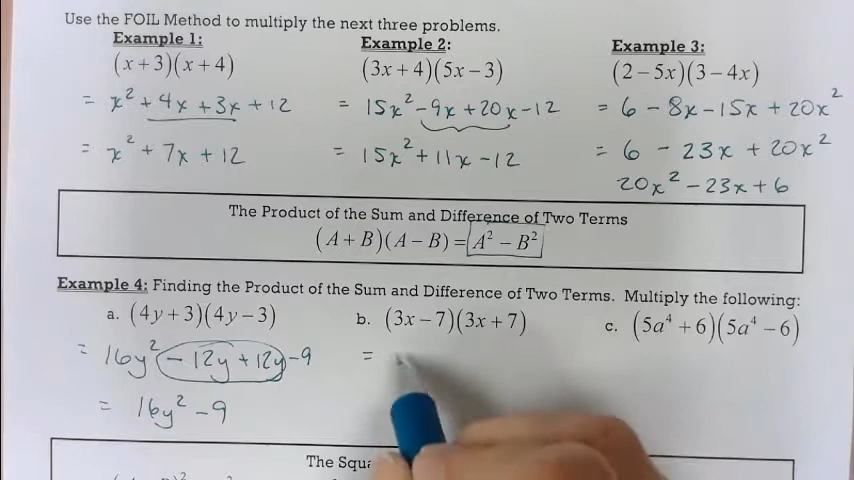 Use the FOIL Method to multiply the next three problems.
Example 1: Example 2: Example 3:
(x+3)(x+4) (3x+4)(5x−3) (2−5x)(3−4x)
= x² + 4x + 3x + 12 = 15x² − 9x + 20x − 12 = 6 − 8x − 15x + 20x²
= x² + 7x + 12 = 15x² + 11x − 12 = 6 − 23x + 20x²
20x² − 23x + 6
The Product of the Sum and Difference of Two Terms
(A+B)(A−B)=A²−B²
Example 4: Finding the Product of the Sum and Difference of Two Terms. Multiply the following:
a. (4y+3)(4y−3) b. (3x−7)(3x+7) c. (5a⁴+6)(5a⁴−6)
= 16y² − 12y + 12y − 9 =
= 16y² − 9
The